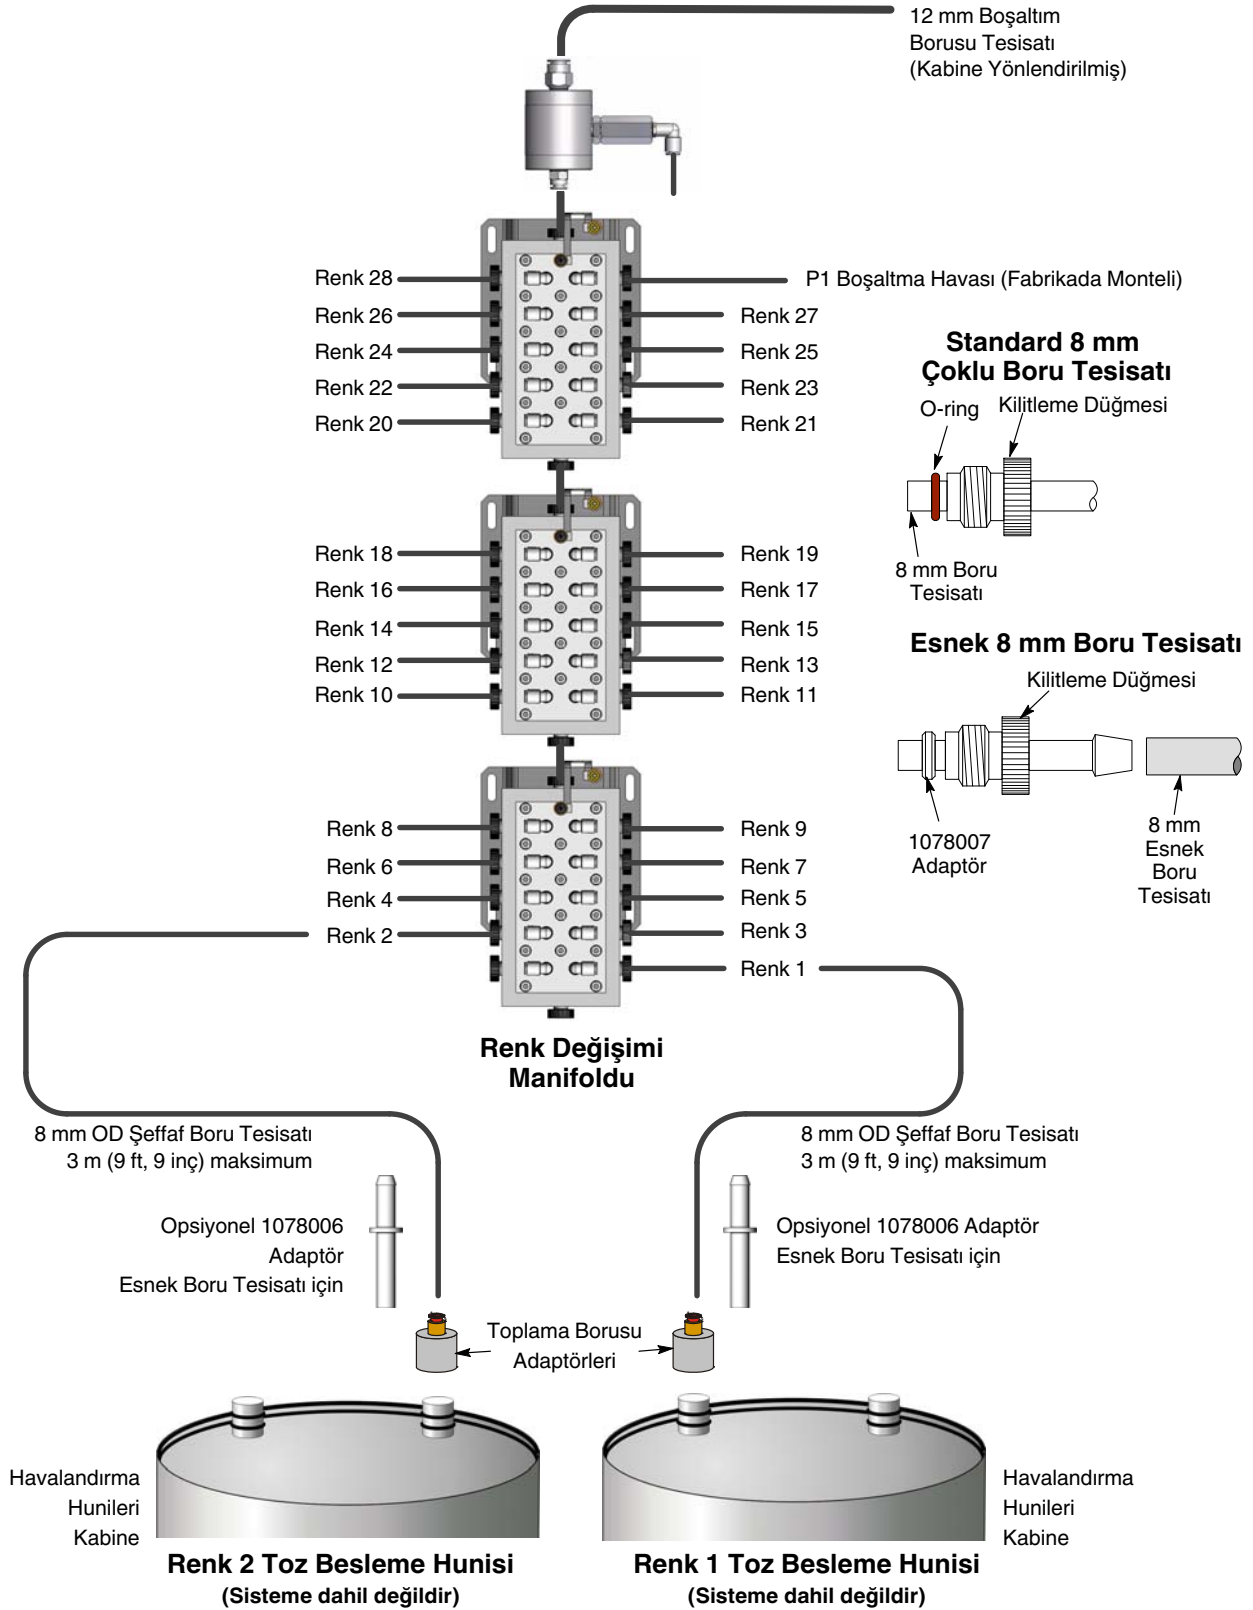 12 mm Boşaltım
Borusu Tesisatı
(Kabine Yönlendirilmiş)
Renk 28
P1 Boşaltma Havası (Fabrikada Monteli)
Renk 26
Renk 27
Renk 24
Renk 25
Renk 22
Renk 23
Renk 20
Renk 21
Standard 8 mm
Çoklu Boru Tesisatı
O-ring
Kilitleme Düğmesi
8 mm Boru
Tesisatı
Renk 18
Renk 19
Renk 16
Renk 17
Renk 14
Renk 15
Renk 12
Renk 13
Renk 10
Renk 11
Esnek 8 mm Boru Tesisatı
Kilitleme Düğmesi
1078007
Adaptör
8 mm
Esnek
Boru
Tesisatı
Renk 8
Renk 9
Renk 6
Renk 7
Renk 4
Renk 5
Renk 2
Renk 3
Renk 1
Renk Değişimi
Manifoldu
8 mm OD Şeffaf Boru Tesisatı
3 m (9 ft, 9 inç) maksimum
8 mm OD Şeffaf Boru Tesisatı
3 m (9 ft, 9 inç) maksimum
Opsiyonel 1078006
Adaptör
Esnek Boru Tesisatı için
Opsiyonel 1078006 Adaptör
Esnek Boru Tesisatı için
Toplama Borusu
Adaptörleri
Havalandırma
Hunileri
Kabine
Havalandırma
Hunileri
Kabine
Renk 2 Toz Besleme Hunisi
(Sisteme dahil değildir)
Renk 1 Toz Besleme Hunisi
(Sisteme dahil değildir)